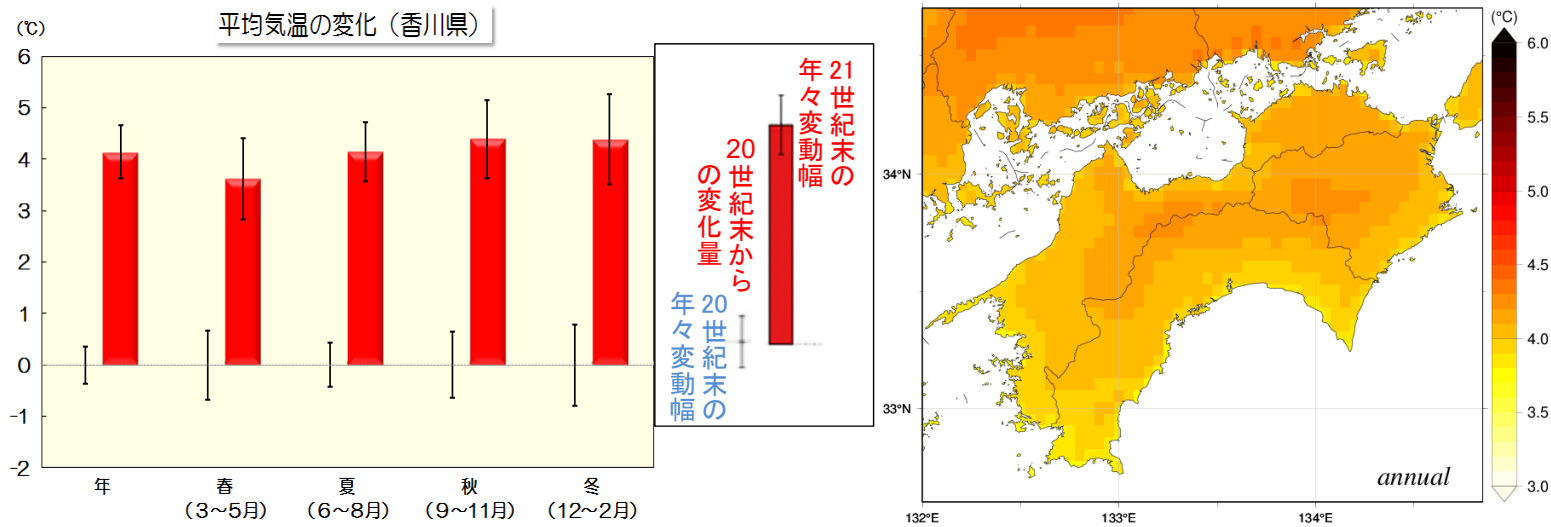 平均気温の変化（香川県）
(℃)
6
5
4
3
2
1
0
-1
-2
年
春
（3～5月）
夏
（6～8月）
秋
（9～11月）
冬
（12～2月）
21世紀末の
年々変動幅
20世紀末から
の変化量
20世紀末の
年々変動幅
34°N
33°N
132°E
133°E
134°E
annual
(°C)
6.0
5.5
5.0
4.5
4.0
3.5
3.0